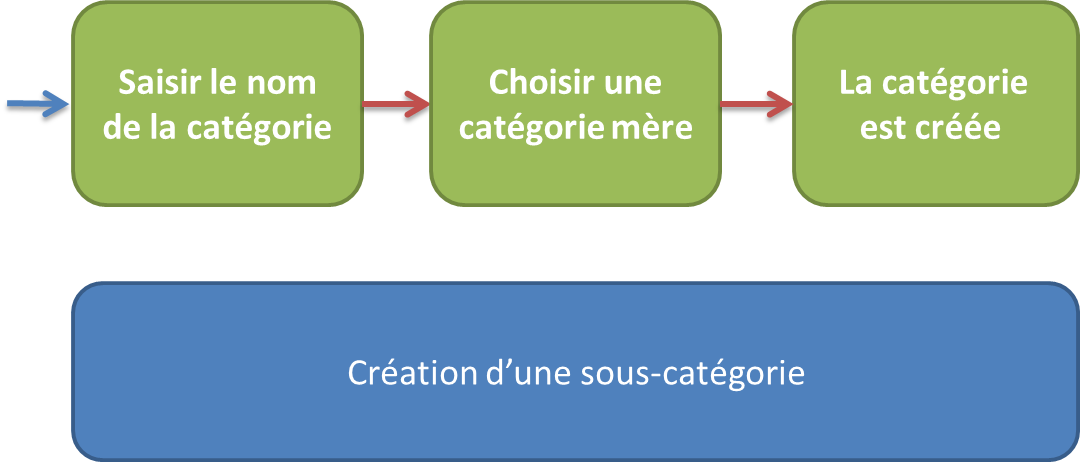 Saisir le nom
de la catégorie
Choisir une
catégorie mère
La catégorie
est créée
Création d’une sous-catégorie